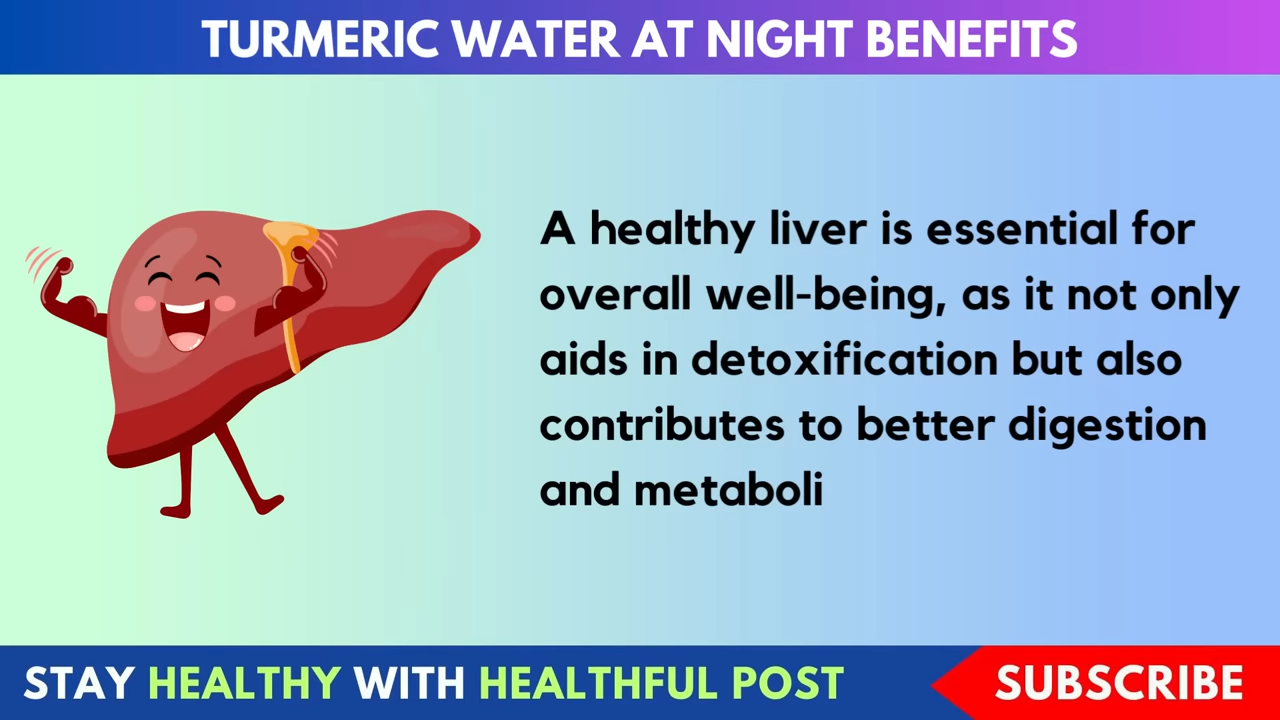 TURMERIC WATER AT NIGHT BENEFITS
A healthy liver is essential for
overall well-being, as it not only
aids in detoxification but also
contributes to better digestion
and metaboli
STAY HEALTHY WITH HEALTHFUL POST
SUBSCRIBE